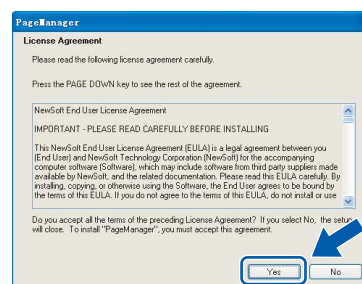 PageManager
License Agreement
Please read the following license agreement carefully.
Press the PAGE DOWN key to see the rest of the agreement.
NewSoft End User License Agreement
IMPORTANT - PLEASE READ CAREFULLY BEFORE INSTALLING
This NewSoft End User License Agreement (EULA) is a legal agreement between you
(End User) and NewSoft Technology Corporation (NewSoft) for the accompanying
computer software (Software), which may include software from third party suppliers made
available by NewSoft, and the related documentation. Please read this EULA carefully. By
installing, copying, or otherwise using the Software, the End User agrees to be bound by
the terms of this EULA. If you do not agree to the terms of this EULA, do not install or use
Do you accept all the terms of the preceding License Agreement? If you select No, the setup
will close. To install "PageManager", you must accept this agreement.
Yes
No